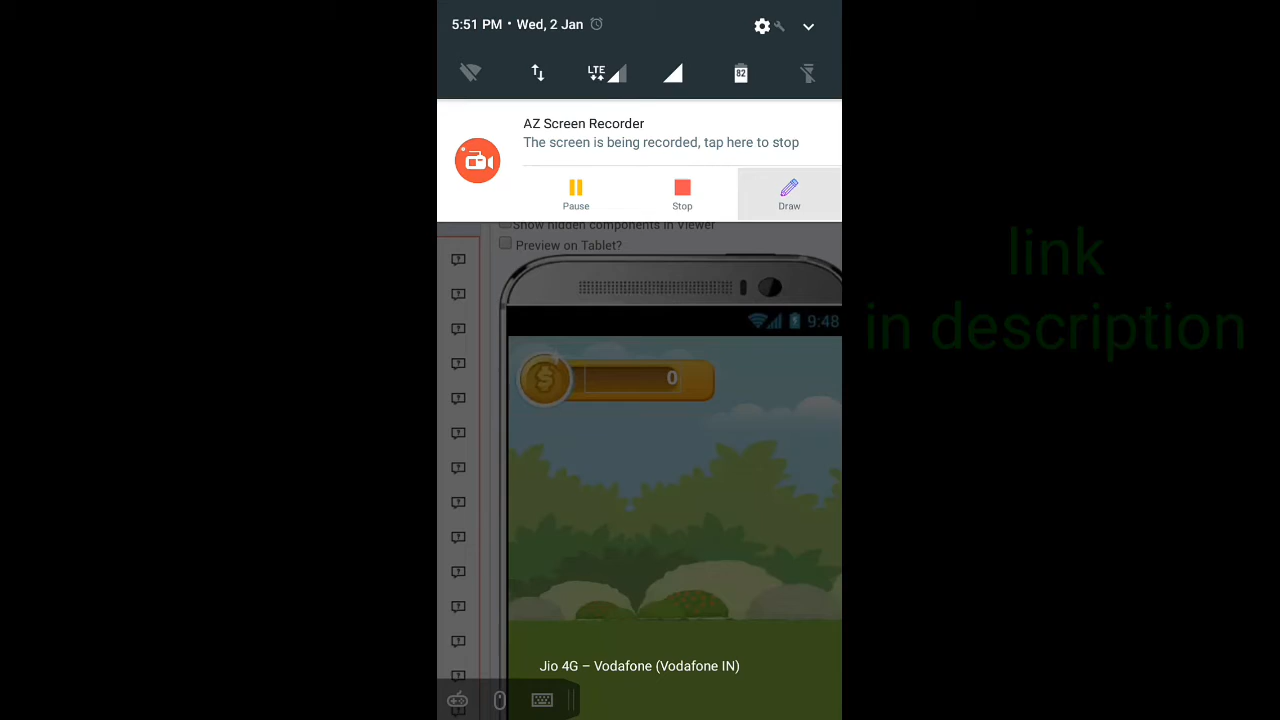 5:51 PM • Wed, 2 Jan
LTE
82
AZ Screen Recorder
The screen is being recorded, tap here to stop
Pause
Stop
Draw
Show hidden components in Viewer
Preview on Tablet?
9:48
$
0
link
in description
Jio 4G – Vodafone (Vodafone IN)